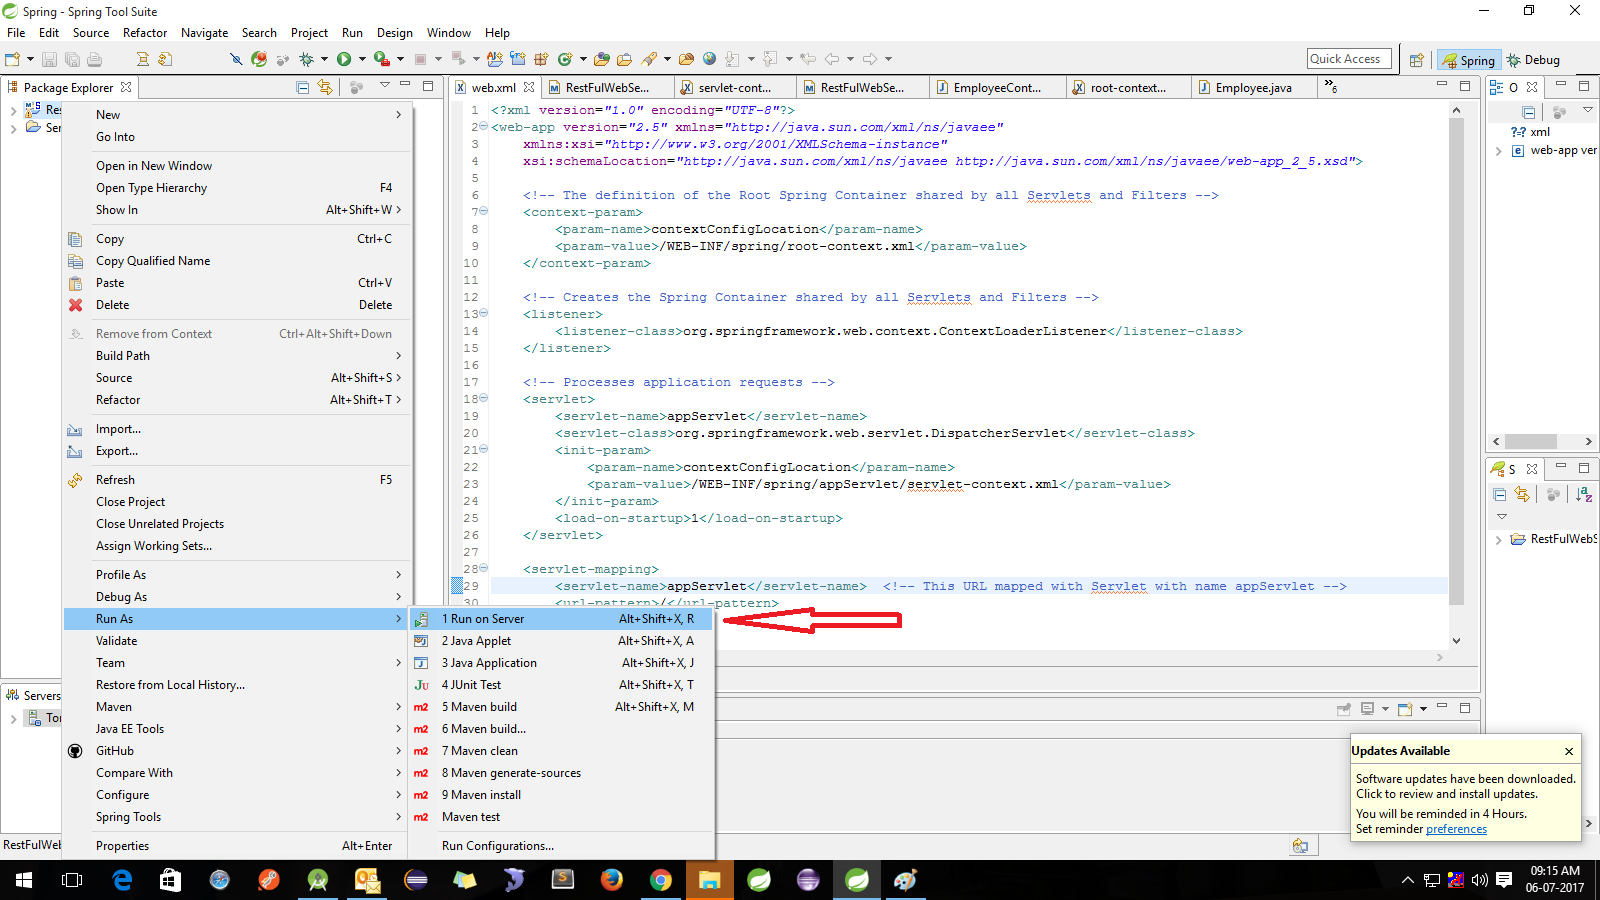 Spring - Spring Tool Suite
File Edit Source Refactor Navigate Search Project Run Design Window Help
Quick Access
Spring
Debug
Package Explorer
web.xml
RestFulWebSe...
servlet-cont...
RestFulWebSe...
EmployeeCont...
root-context...
Employee.java
»6
O
Res
Ser
New
Go Into
Open in New Window
Open Type Hierarchy F4
Show In Alt+Shift+W
Copy Ctrl+C
Copy Qualified Name
Paste Ctrl+V
Delete Delete
Remove from Context Ctrl+Alt+Shift+Down
Build Path
Source Alt+Shift+S
Refactor Alt+Shift+T
Import...
Export...
Refresh F5
Close Project
Close Unrelated Projects
Assign Working Sets...
Profile As
Debug As
Run As
Validate
Team
Restore from Local History...
Maven
Java EE Tools
GitHub
Compare With
Configure
Spring Tools
Properties Alt+Enter
1 Run on Server Alt+Shift+X, R
2 Java Applet Alt+Shift+X, A
3 Java Application Alt+Shift+X, J
4 JUnit Test Alt+Shift+X, T
5 Maven build Alt+Shift+X, M
6 Maven build...
7 Maven clean
8 Maven generate-sources
9 Maven install
Maven test
Run Configurations...
1 <?xml version="1.0" encoding="UTF-8"?>
2 <web-app version="2.5" xmlns="http://java.sun.com/xml/ns/javaee"
3 xmlns:xsi="http://www.w3.org/2001/XMLSchema-instance"
4 xsi:schemaLocation="http://java.sun.com/xml/ns/javaee http://java.sun.com/xml/ns/javaee/web-app_2_5.xsd">
5
6 <!-- The definition of the Root Spring Container shared by all Servlets and Filters -->
7 <context-param>
8 <param-name>contextConfigLocation</param-name>
9 <param-value>/WEB-INF/spring/root-context.xml</param-value>
10 </context-param>
11
12 <!-- Creates the Spring Container shared by all Servlets and Filters -->
13 <listener>
14 <listener-class>org.springframework.web.context.ContextLoaderListener</listener-class>
15 </listener>
16
17 <!-- Processes application requests -->
18 <servlet>
19 <servlet-name>appServlet</servlet-name>
20 <servlet-class>org.springframework.web.servlet.DispatcherServlet</servlet-class>
21 <init-param>
22 <param-name>contextConfigLocation</param-name>
23 <param-value>/WEB-INF/spring/appServlet/servlet-context.xml</param-value>
24 </init-param>
25 <load-on-startup>1</load-on-startup>
26 </servlet>
27
28 <servlet-mapping>
29 <servlet-name>appServlet</servlet-name> <!-- This URL mapped with Servlet with name appServlet -->
30 <url-pattern>/</url-pattern>
?=? xml
web-app ver
S
RestFulWebS
Servers
Tor
RestFulWeb
Updates Available
Software updates have been downloaded.
Click to review and install updates.
You will be reminded in 4 Hours.
Set reminder preferences
09:15 AM
06-07-2017